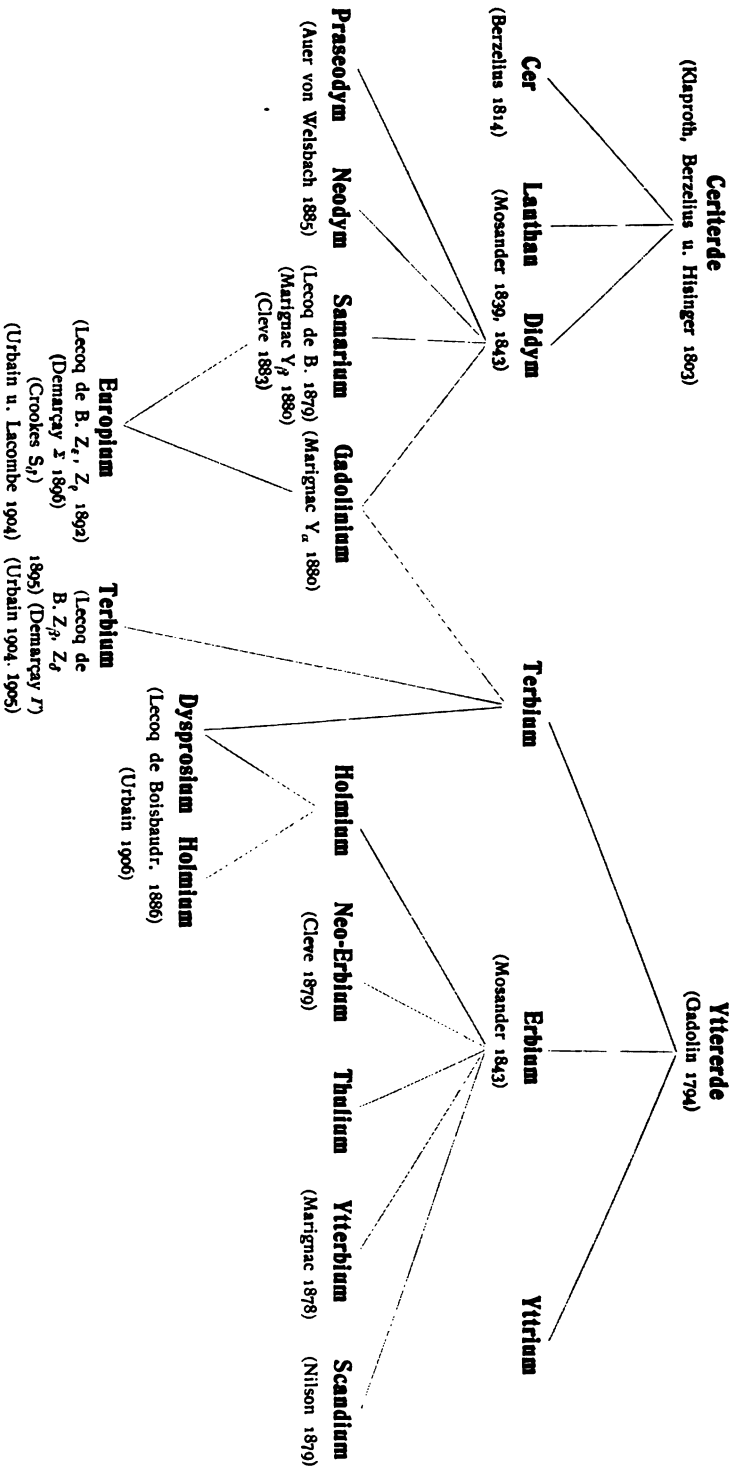 Ceriterde
(Klaproth, Berzelius u. Hisinger 1803)
Yttererde
(Gadolin 1794)
Cer
(Berzelius 1814)
Lanthan
Didym
(Mosander 1839, 1843)
Terbium
Erbium
(Mosander 1843)
Yttrium
Praseodym
Neodym
(Auer von Welsbach 1885)
Samarium
(Lecoq de B. 1879)
(Marignac Yβ 1880)
(Cleve 1883)
Gadolinium
(Marignac Yα 1880)
Holmium
Neo-Erbium
(Cleve 1879)
Thulium
Ytterbium
(Marignac 1878)
Scandium
(Nilson 1879)
Dysprosium
Holmium
(Lecoq de Boisbaudr. 1886)
(Urbain 1906)
Europium
(Lecoq de B. Zε, Zρ 1892)
(Demarçay Σ 1896)
(Crookes Sβ)
(Urbain u. Lacombe 1904)
Terbium
(Lecoq de
B. Zβ, Zδ
1895) (Demarçay Γ)
(Urbain 1904. 1905)